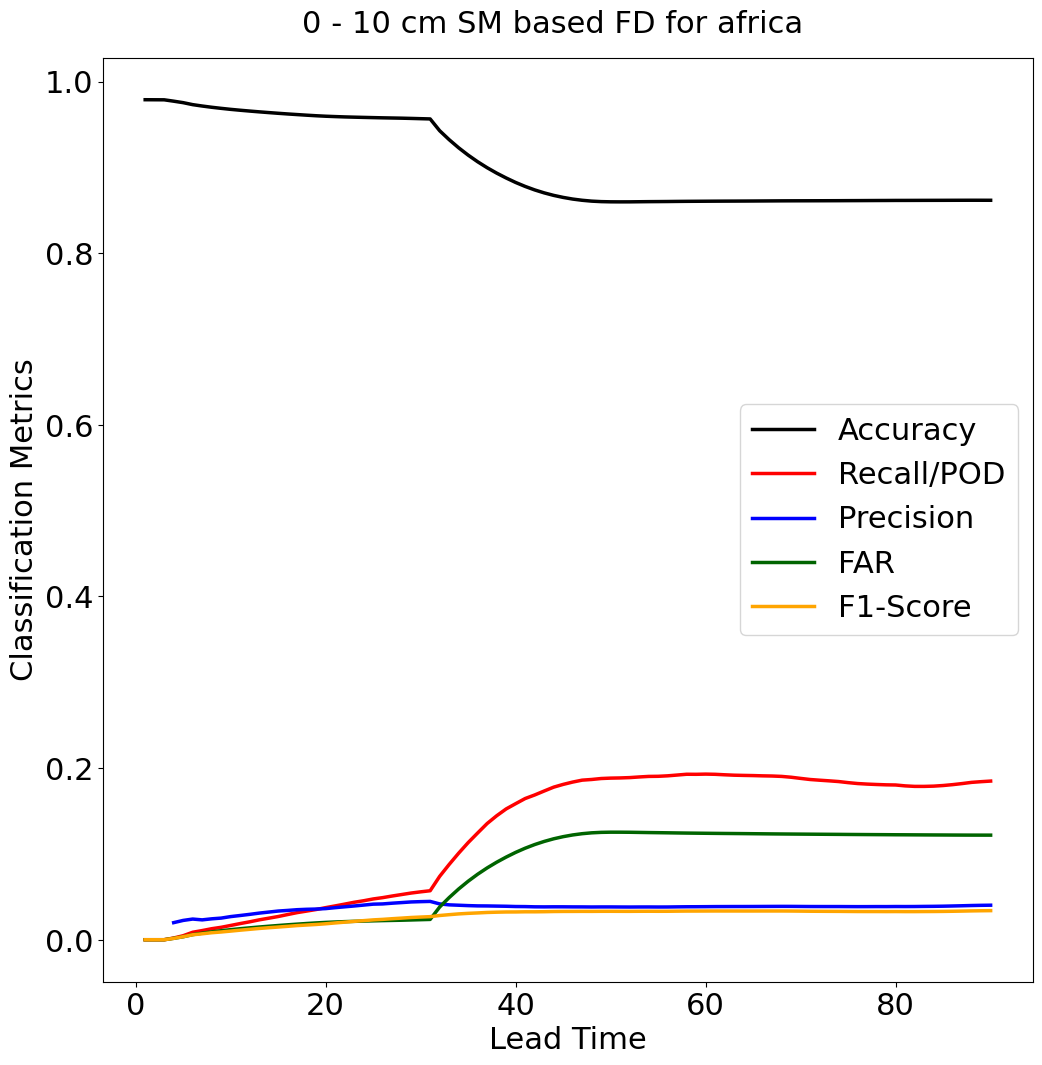 0 - 10 cm SM based FD for africa
1.0
0.8
0.6
0.4
0.2
0.0
Classification Metrics
Accuracy
Recall/POD
Precision
FAR
F1-Score
0 20 40 60 80
Lead Time